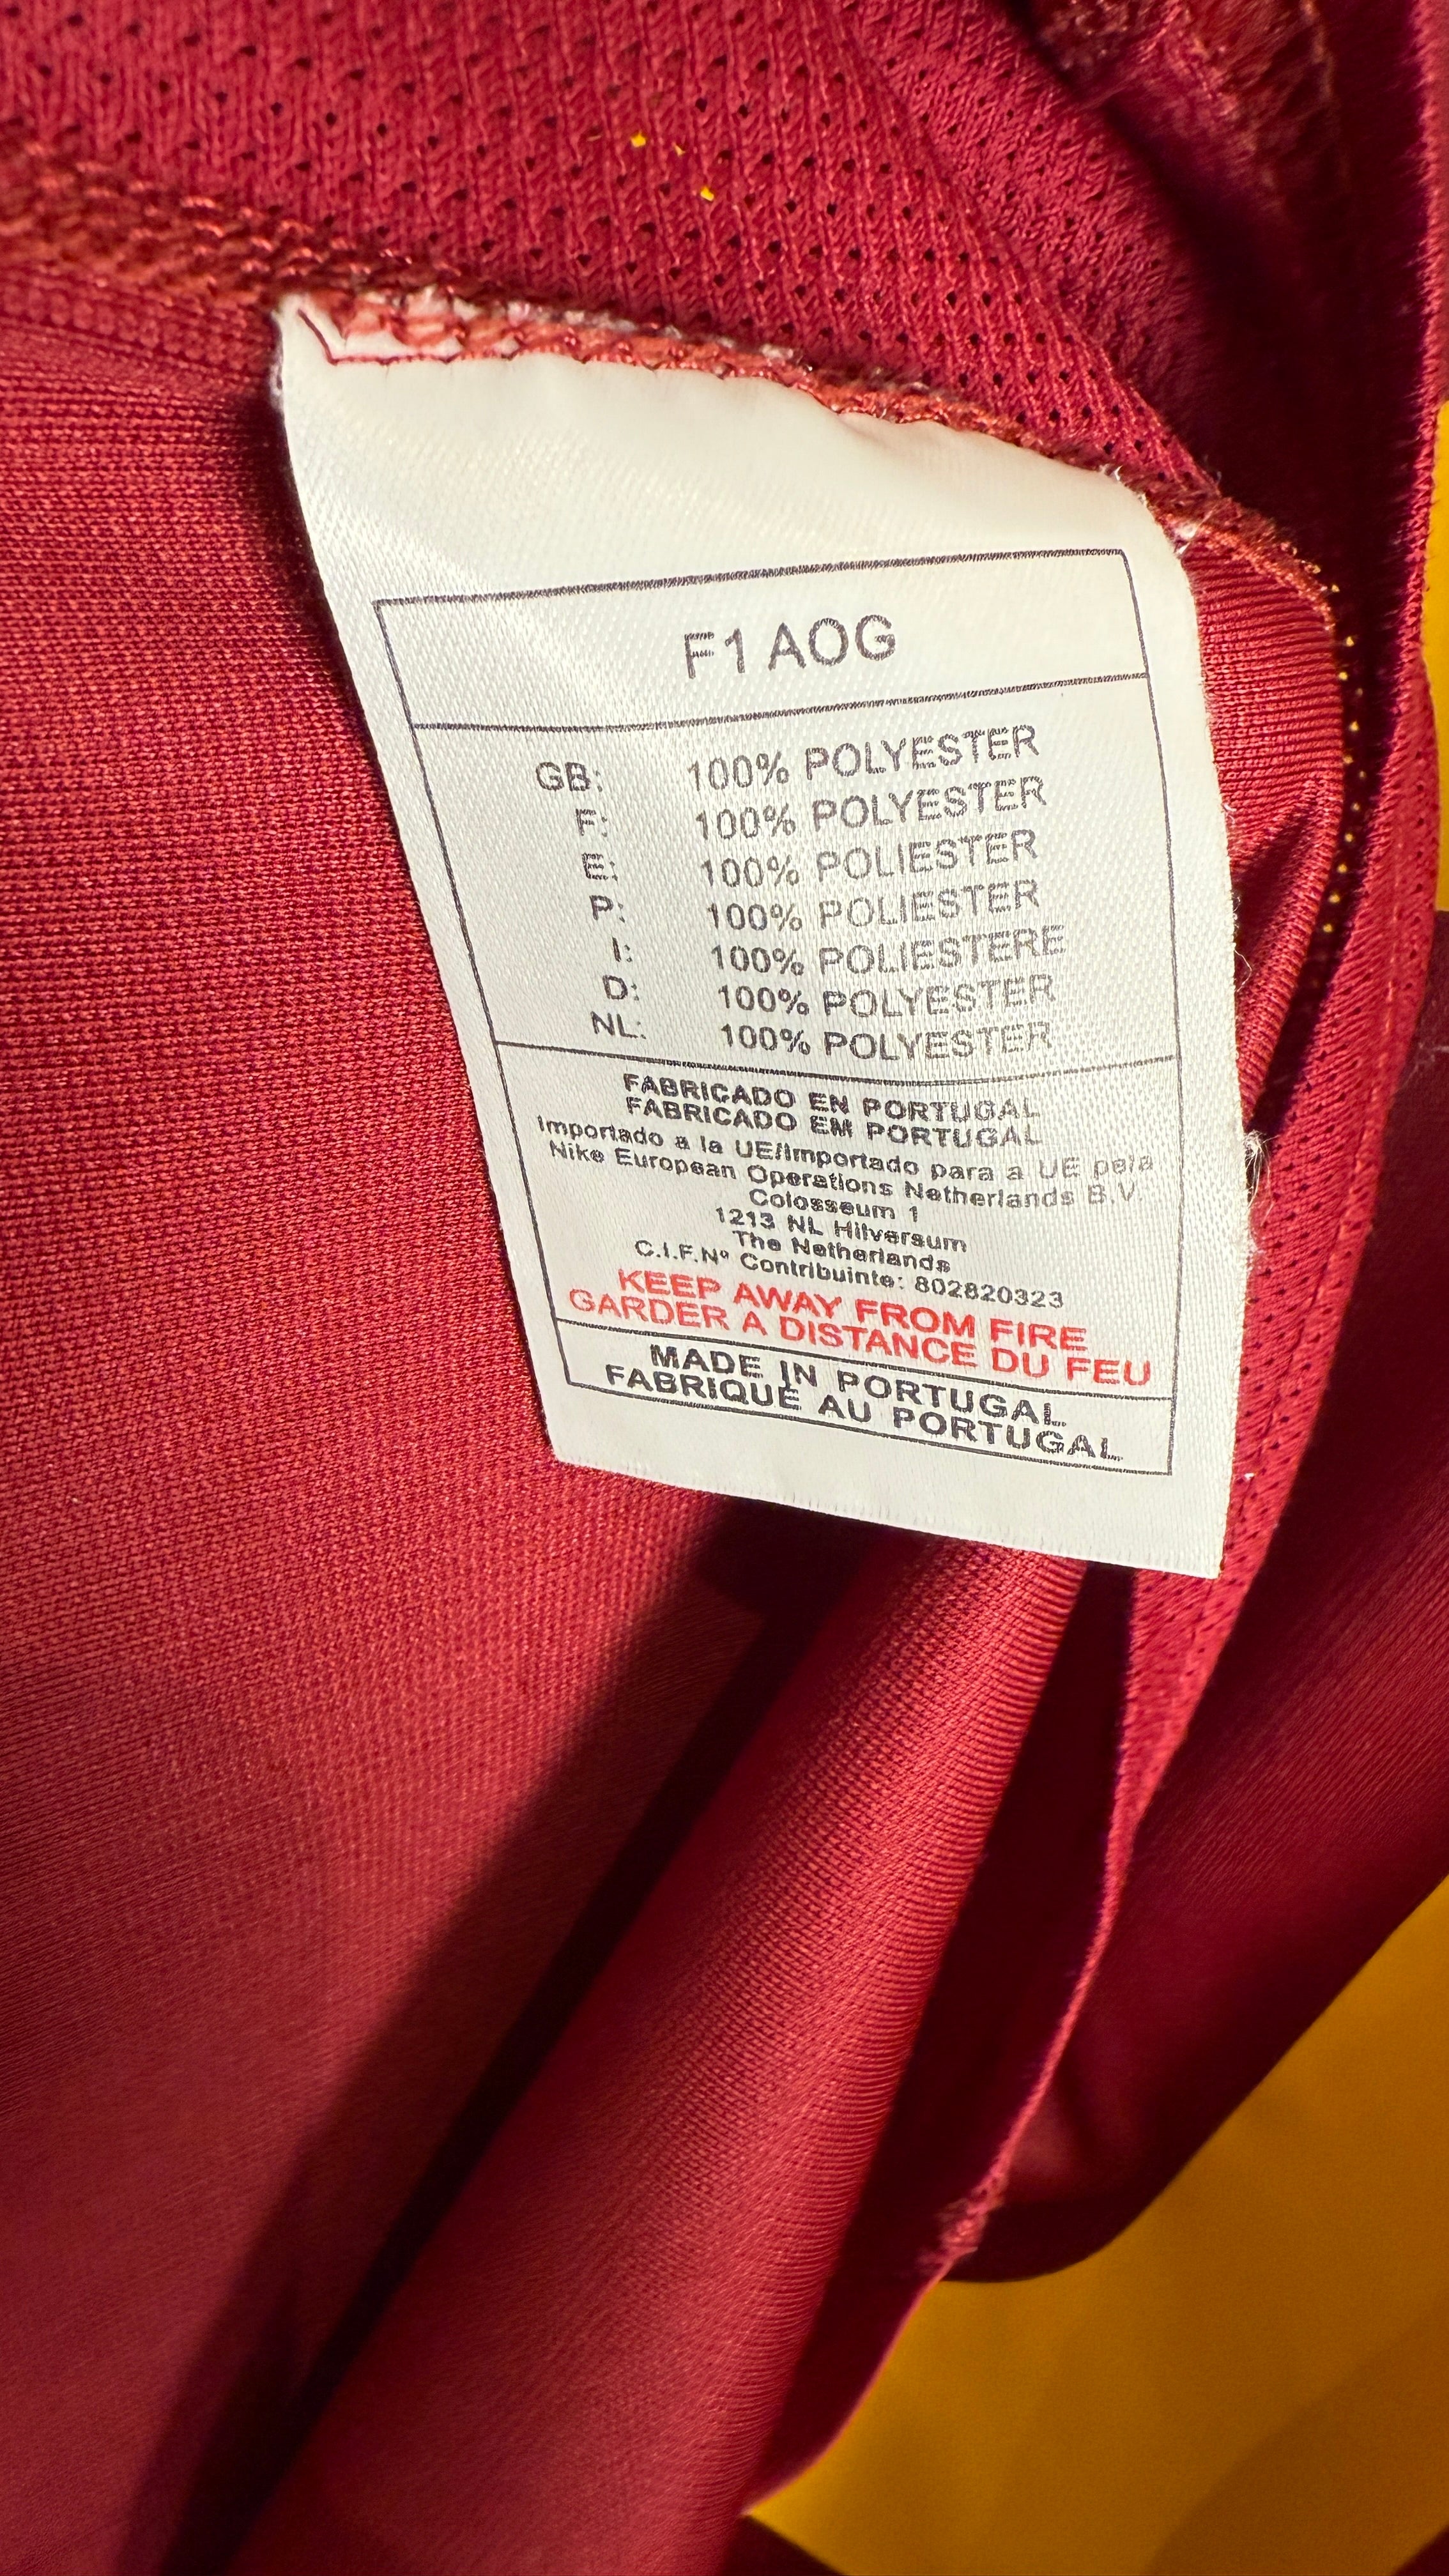 F1 AOG
GB: 100% POLYESTER
F: 100% POLYESTER
E: 100% POLIESTER
P: 100% POLIESTER
I: 100% POLIESTERE
D: 100% POLYESTER
NL: 100% POLYESTER
FABRICADO EN PORTUGAL
FABRICADO EM PORTUGAL
Importado a la UE/Importado para a UE pela
Nike European Operations Netherlands B.V.
Colosseum 1
1213 NL Hilversum
The Netherlands
C.I.F.Nº Contribuinte: 802820323
KEEP AWAY FROM FIRE
GARDER A DISTANCE DU FEU
MADE IN PORTUGAL
FABRIQUÉ AU PORTUGAL